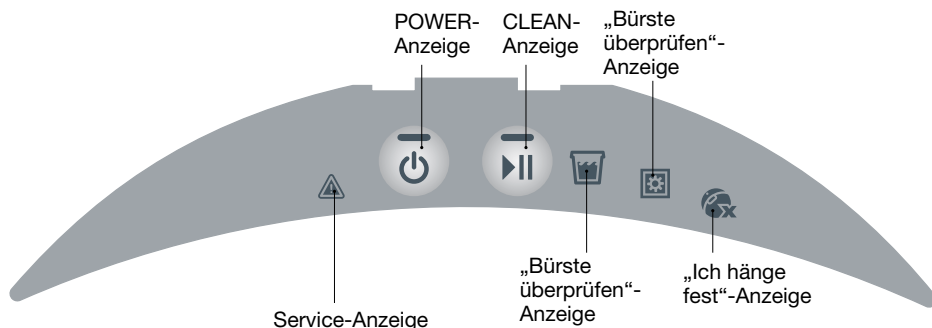 POWER-
Anzeige
CLEAN-
Anzeige
„Bürste
überprüfen“-
Anzeige
„Bürste
überprüfen“-
Anzeige
„Ich hänge
fest“-Anzeige
Service-Anzeige